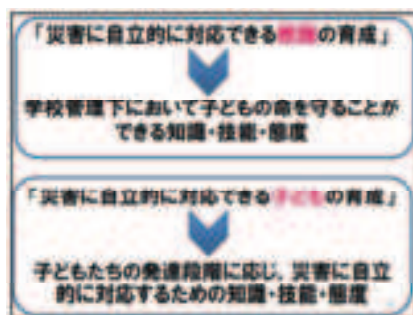 「災害に自立的に対応できる教師の育成」
学校管理下において子どもの命を守ることが
できる知識・技能・態度
「災害に自立的に対応できる子どもの育成」
子どもたちの発達段階に応じ、災害に自立
的に対応するための知識・技能・態度